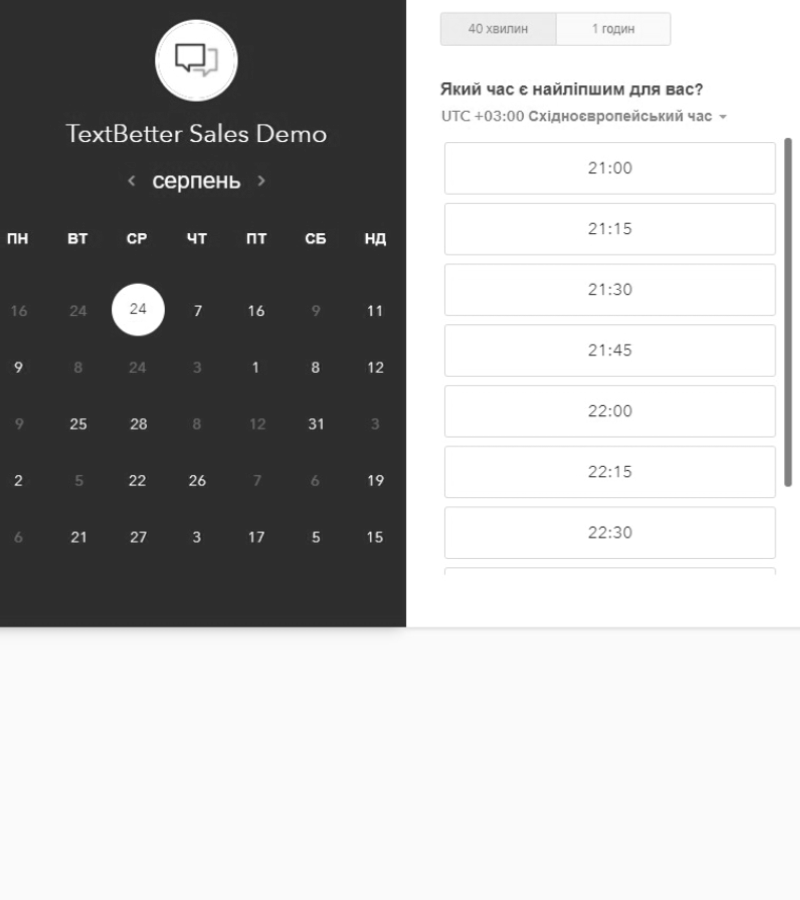 TextBetter Sales Demo
серпень
ПН ВТ СР ЧТ ПТ СБ НД
16 24 24 7 16 9 11
9 8 24 3 1 8 12
9 25 28 8 12 31 3
2 5 22 26 7 6 19
6 21 27 3 17 5 15
40 хвилин 1 годин
Який час є найліпшим для вас?
UTC +03:00 Східноєвропейський час
21:00
21:15
21:30
21:45
22:00
22:15
22:30